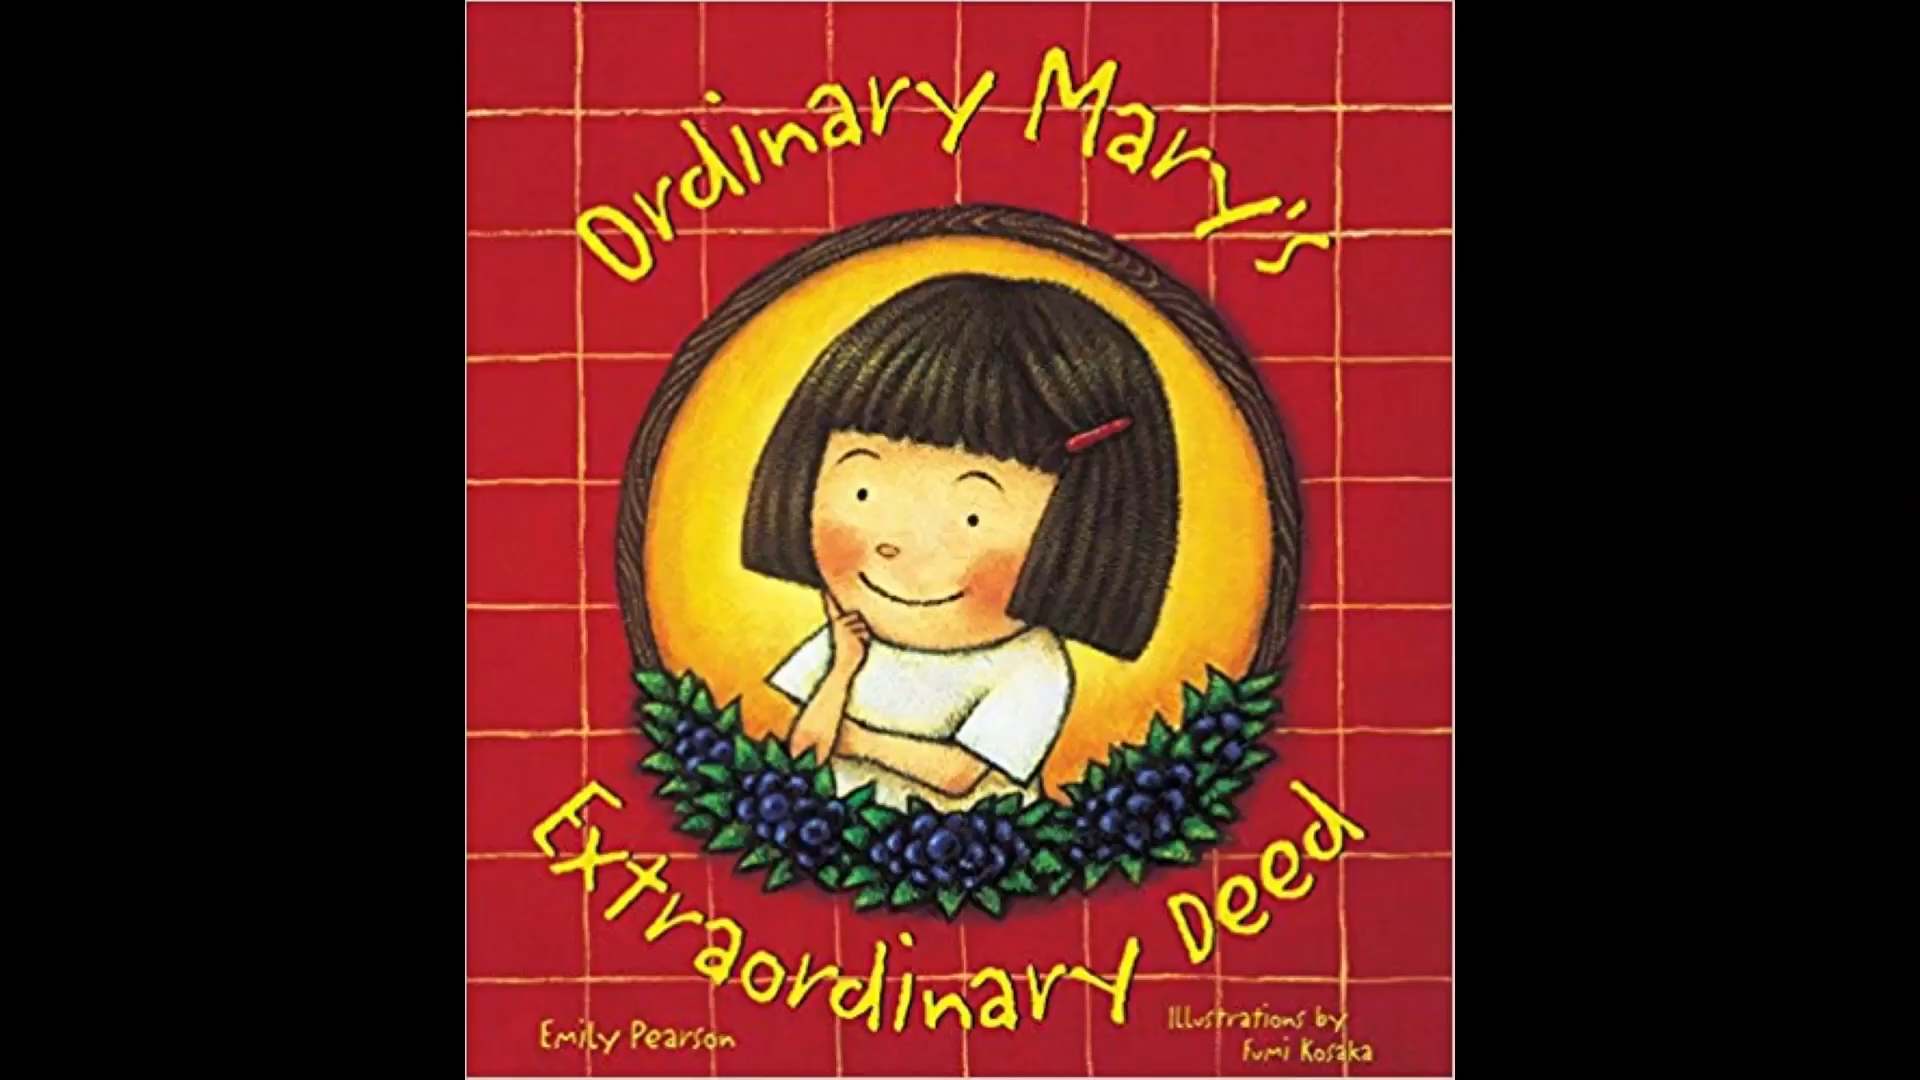 Ordinary Mary's
Extraordinary Deed
Emily Pearson
Illustrations by
Fumi Kosaka